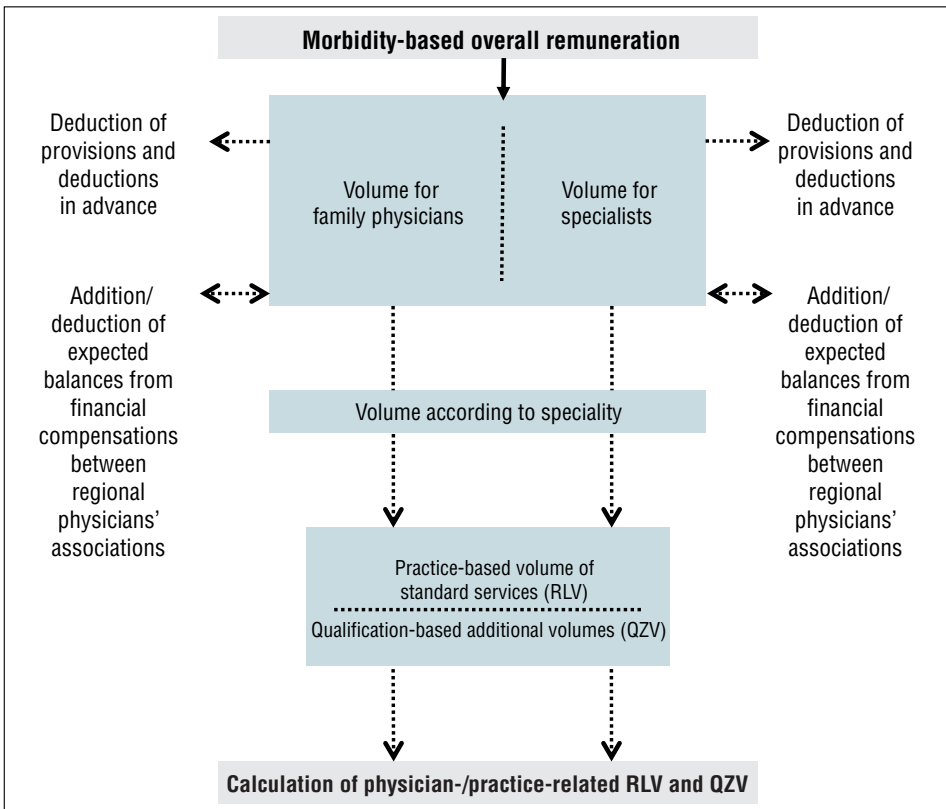 Morbidity-based overall remuneration
Deduction of
provisions and
deductions
in advance
Volume for
family physicians
Volume for
specialists
Deduction of
provisions and
deductions
in advance
Addition/
deduction of
expected
balances from
financial
compensations
between
regional
physicians’
associations
Addition/
deduction of
expected
balances from
financial
compensations
between
regional
physicians’
associations
Volume according to speciality
Practice-based volume of
standard services (RLV)
Qualification-based additional volumes (QZV)
Calculation of physician-/practice-related RLV and QZV